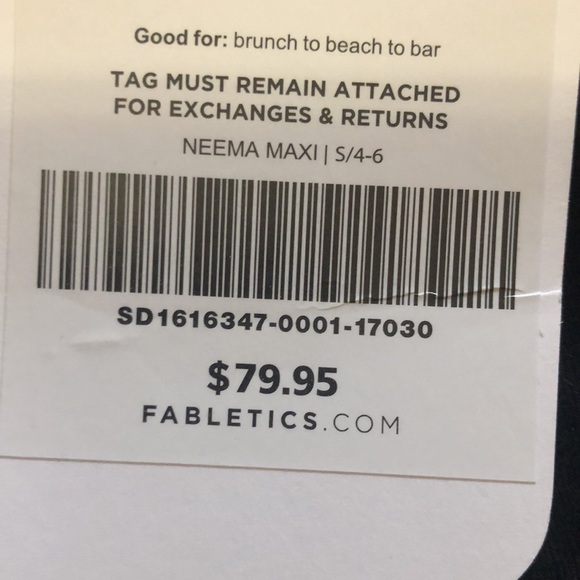 Good for: brunch to beach to bar
TAG MUST REMAIN ATTACHED
FOR EXCHANGES & RETURNS
NEEMA MAXI | S/4-6
SD1616347-0001-17030
$79.95
FABLETICS.COM